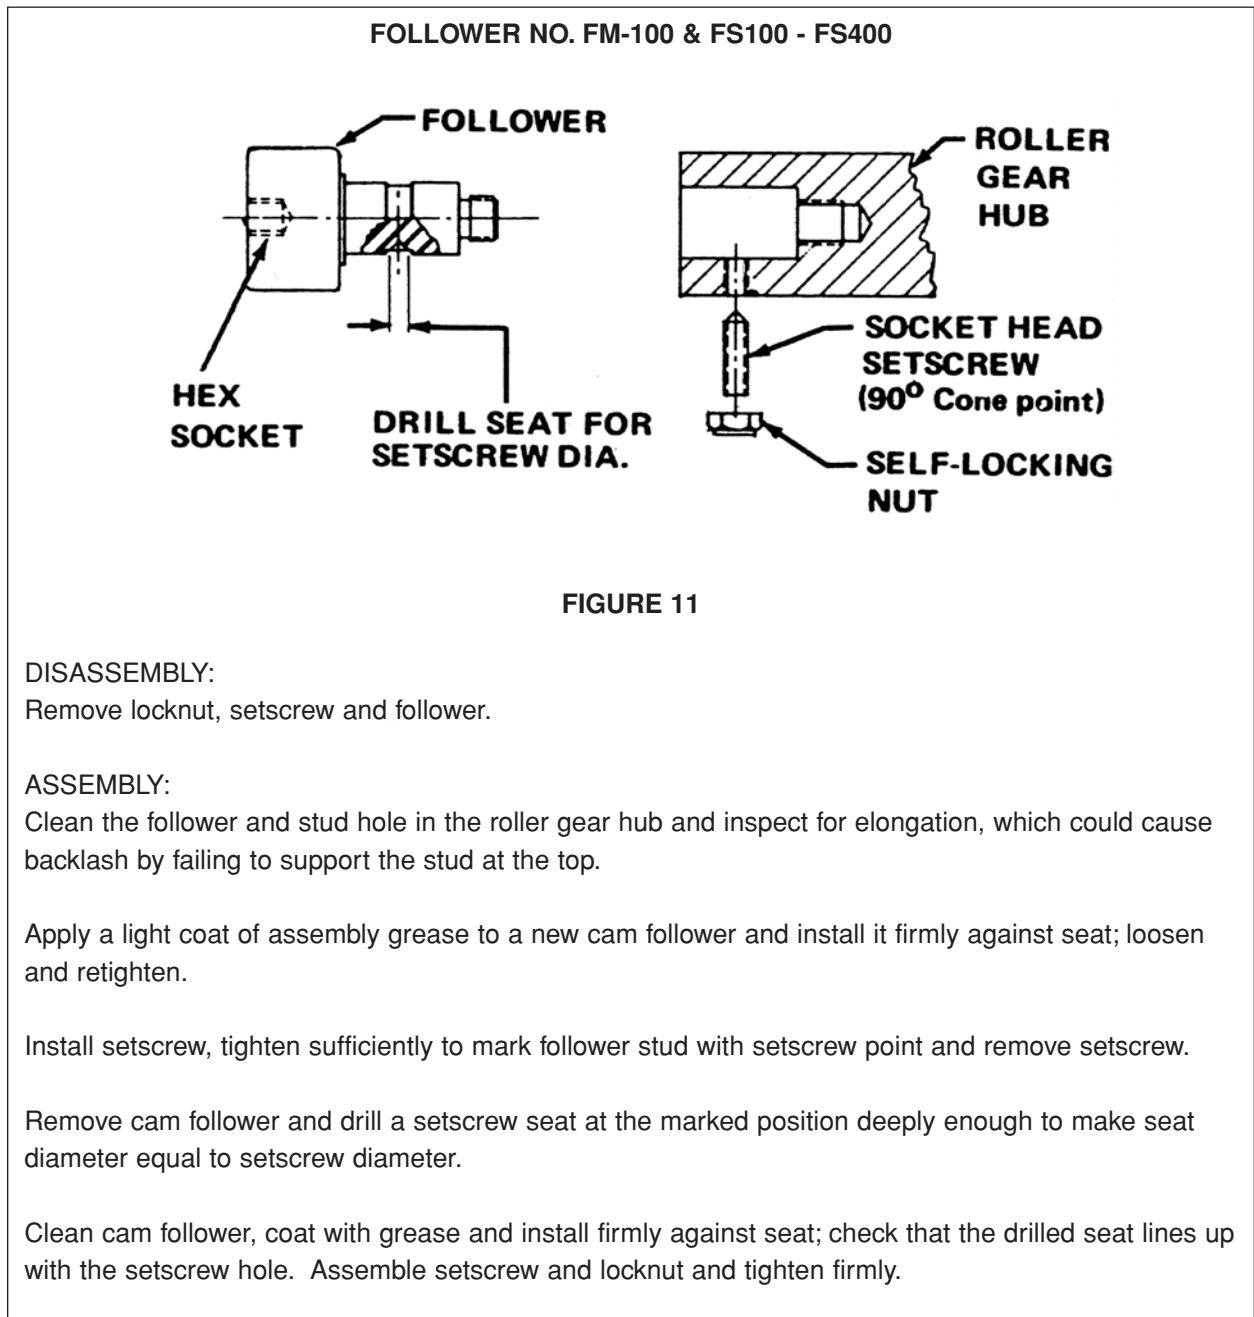 FOLLOWER NO. FM-100 & FS100 - FS400
FOLLOWER
ROLLER
GEAR
HUB
HEX
SOCKET
DRILL SEAT FOR
SETSCREW DIA.
SOCKET HEAD
SETSCREW
(90° Cone point)
SELF-LOCKING
NUT
FIGURE 11
DISASSEMBLY:
Remove locknut, setscrew and follower.
ASSEMBLY:
Clean the follower and stud hole in the roller gear hub and inspect for elongation, which could cause
backlash by failing to support the stud at the top.
Apply a light coat of assembly grease to a new cam follower and install it firmly against seat; loosen
and retighten.
Install setscrew, tighten sufficiently to mark follower stud with setscrew point and remove setscrew.
Remove cam follower and drill a setscrew seat at the marked position deeply enough to make seat
diameter equal to setscrew diameter.
Clean cam follower, coat with grease and install firmly against seat; check that the drilled seat lines up
with the setscrew hole.  Assemble setscrew and locknut and tighten firmly.